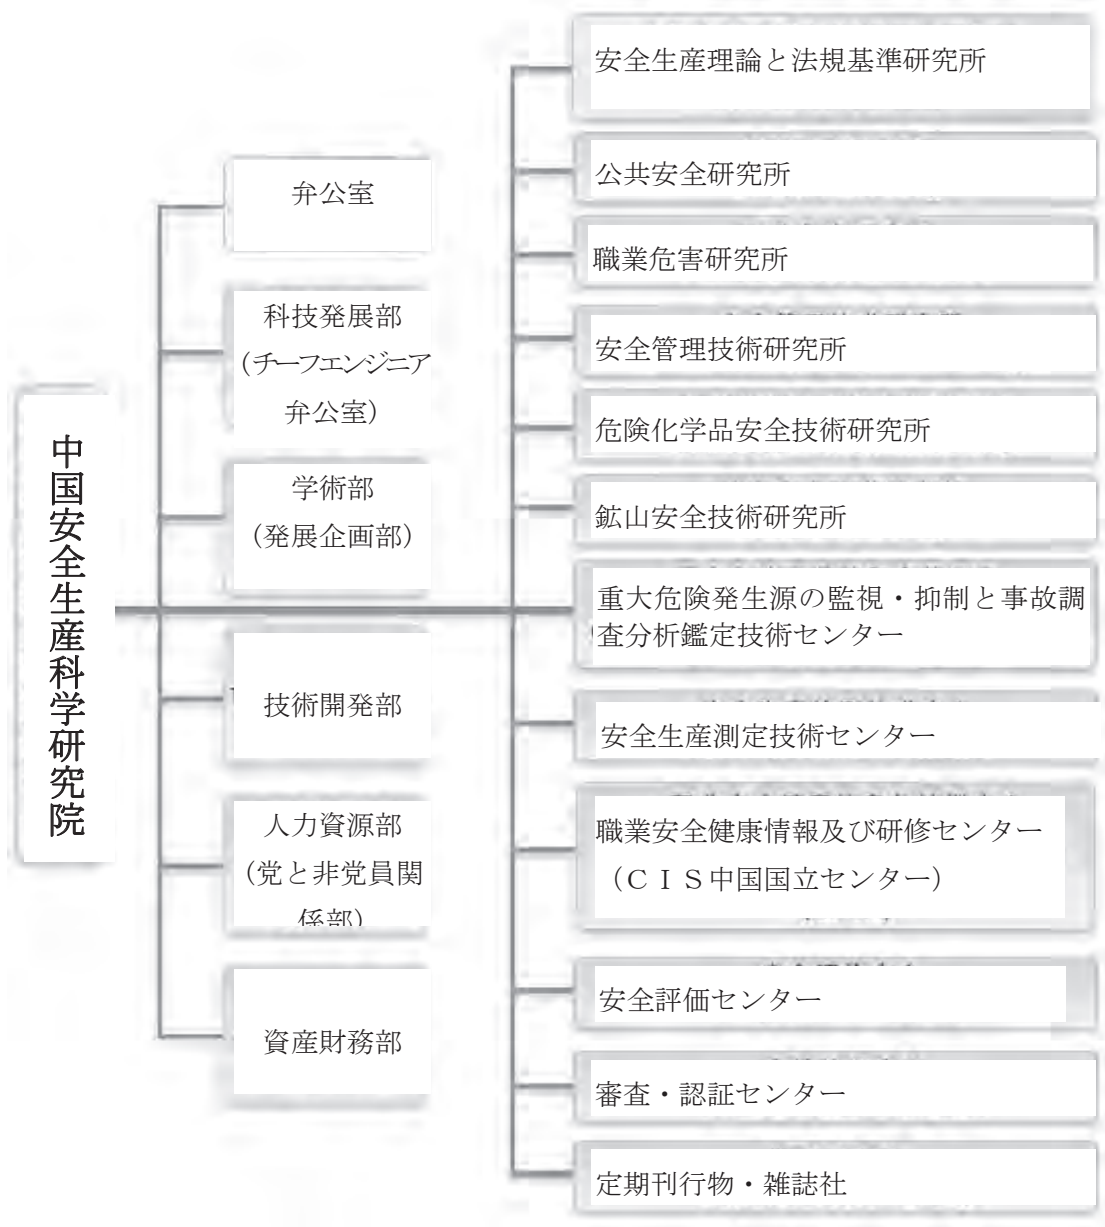 中国安全生産科学研究院
弁公室
科技発展部
(チーフエンジニア
弁公室)
学術部
(発展企画部)
技術開発部
人力資源部
(党と非党員関
係部)
資産財務部
安全生産理論と法規基準研究所
公共安全研究所
職業危害研究所
安全管理技術研究所
危険化学品安全技術研究所
鉱山安全技術研究所
重大危険発生源の監視・抑制と事故調
査分析鑑定技術センター
安全生産測定技術センター
職業安全健康情報及び研修センター
（ＣＩＳ中国国立センター）
安全評価センター
審査・認証センター
定期刊行物・雑誌社